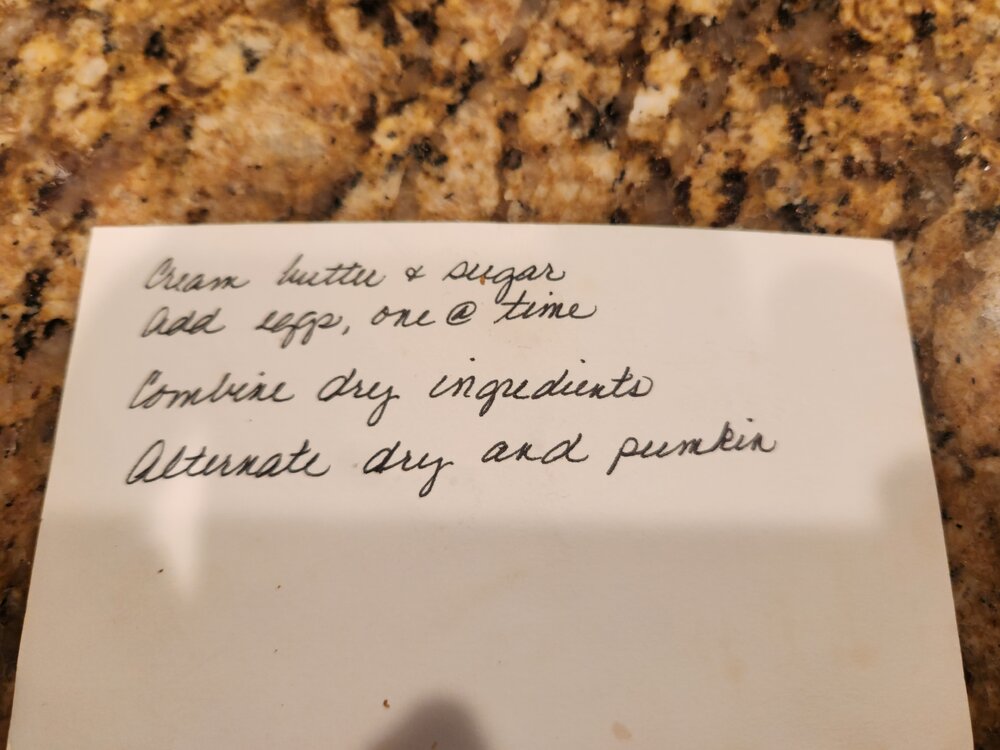 Cream butter & sugar
Add eggs, one @ time
Combine dry ingredients
Alternate dry and pumkin